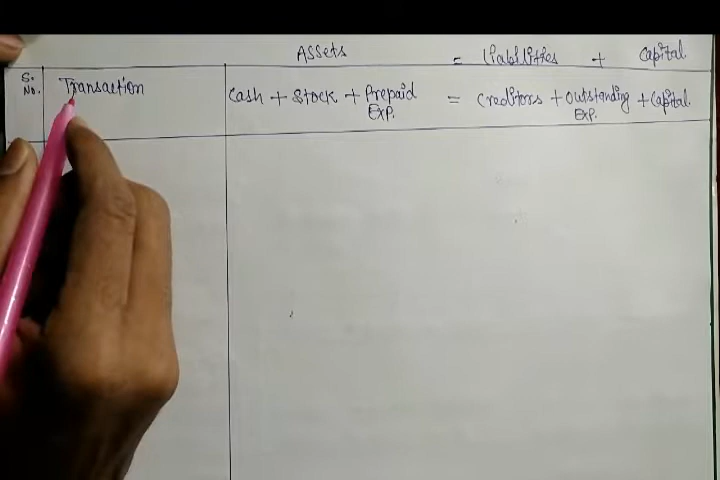 Assets = Liabilities + Capital
S. No. Transaction Cash + Stock + Prepaid Exp. = Creditors + Outstanding Exp. + Capital